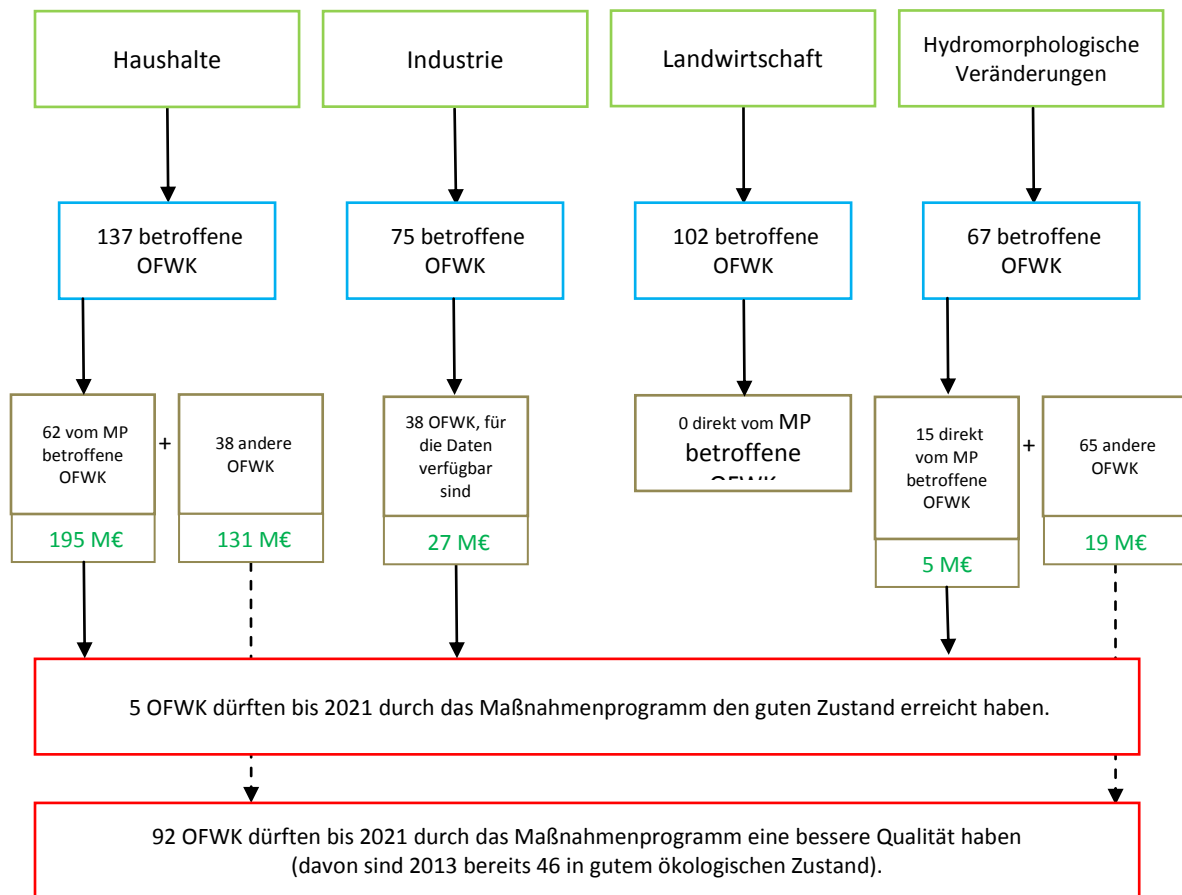 Haushalte
Industrie
Landwirtschaft
Hydromorphologische
Veränderungen
137 betroffene
OFWK
75 betroffene
OFWK
102 betroffene
OFWK
67 betroffene
OFWK
62 vom MP
betroffene
OFWK
+
38 andere
OFWK
38 OFWK, für
die Daten
verfügbar
sind
0 direkt vom MP
betroffene
OFWK
15 direkt
vom MP
betroffene
OFWK
+
65 andere
OFWK
195 M€
131 M€
27 M€
5 M€
19 M€
5 OFWK dürften bis 2021 durch das Maßnahmenprogramm den guten Zustand erreicht haben.
92 OFWK dürften bis 2021 durch das Maßnahmenprogramm eine bessere Qualität haben
(davon sind 2013 bereits 46 in gutem ökologischen Zustand).